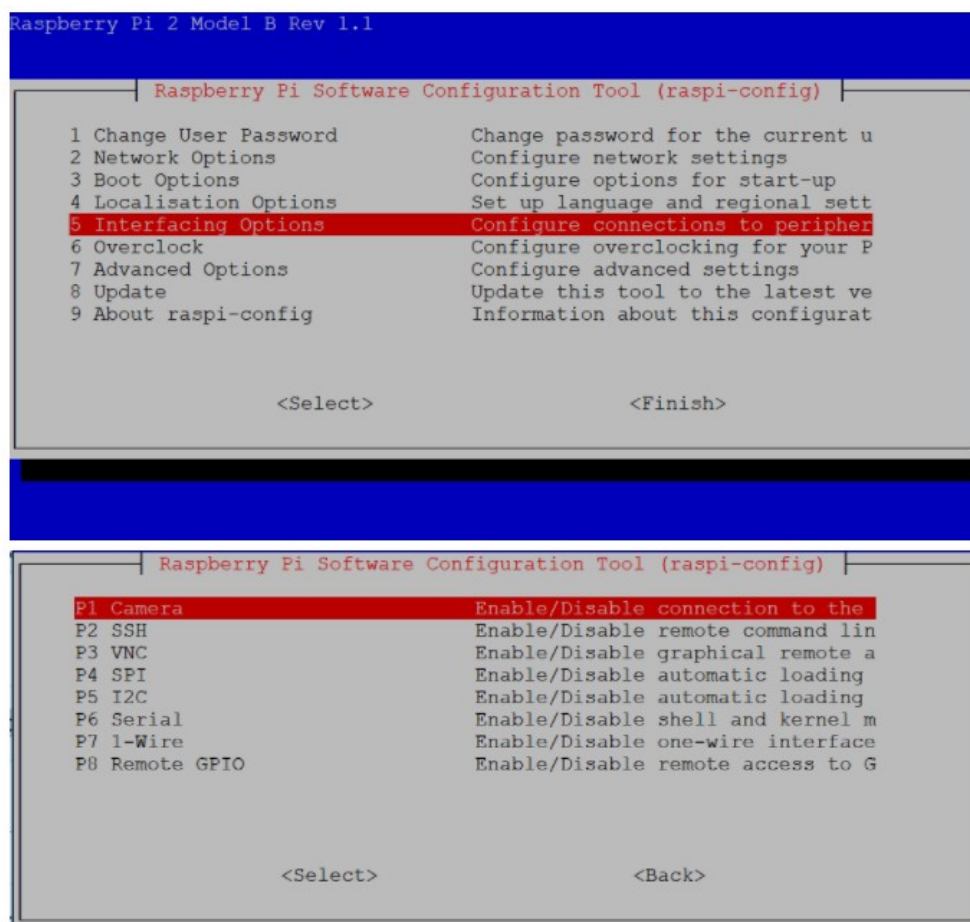 Raspberry Pi 2 Model B Rev 1.1
Raspberry Pi Software Configuration Tool (raspi-config)
1 Change User Password Change password for the current u
2 Network Options Configure network settings
3 Boot Options Configure options for start-up
4 Localisation Options Set up language and regional sett
5 Interfacing Options Configure connections to peripher
6 Overclock Configure overclocking for your P
7 Advanced Options Configure advanced settings
8 Update Update this tool to the latest ve
9 About raspi-config Information about this configurat
<Select> <Finish>
Raspberry Pi Software Configuration Tool (raspi-config)
P1 Camera Enable/Disable connection to the
P2 SSH Enable/Disable remote command lin
P3 VNC Enable/Disable graphical remote a
P4 SPI Enable/Disable automatic loading
P5 I2C Enable/Disable automatic loading
P6 Serial Enable/Disable shell and kernel m
P7 1-Wire Enable/Disable one-wire interface
P8 Remote GPIO Enable/Disable remote access to G
<Select> <Back>